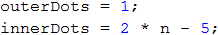 outerDots = 1;
innerDots = 2 * n - 5;